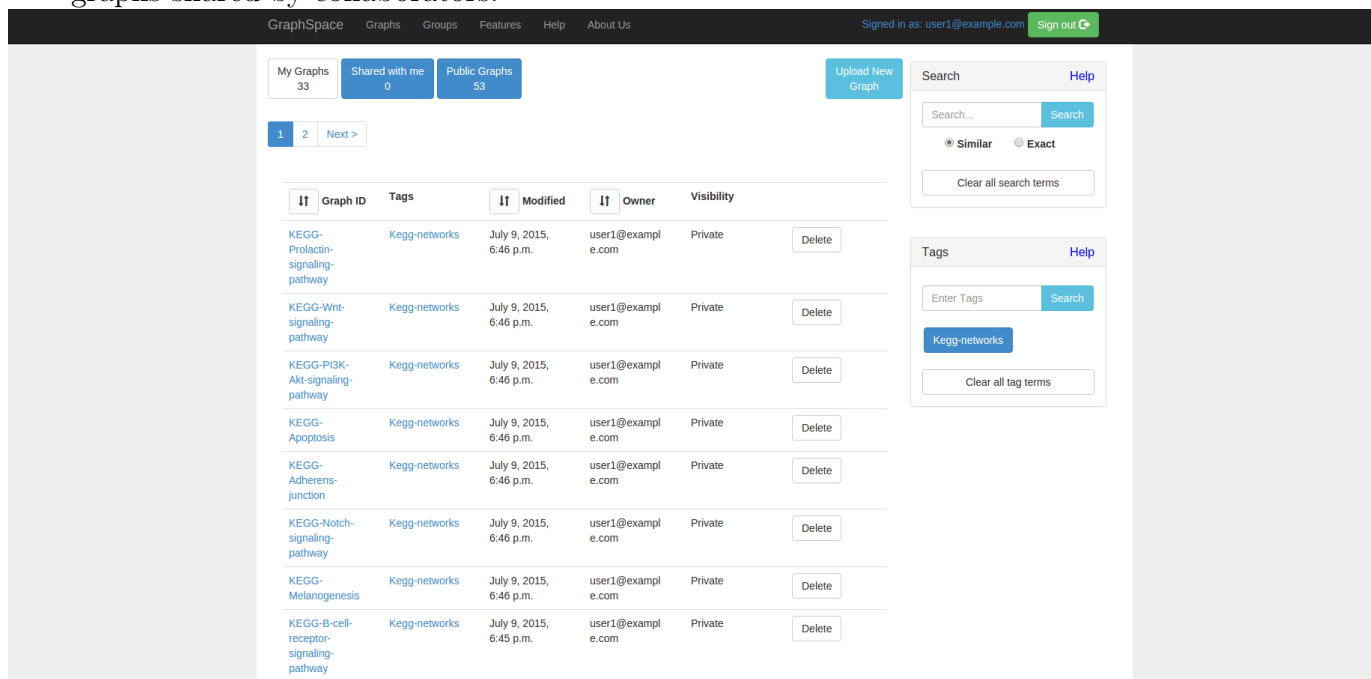 graphs shared by collaborators.
GraphSpace Graphs Groups Features Help About Us Signed in as: user1@example.com Sign out
My Graphs
33
Shared with me
0
Public Graphs
53
Upload New
Graph
1 2 Next >
Graph ID Tags Modified Owner Visibility
KEGG-
Prolactin-
signaling-
pathway
Kegg-networks
July 9, 2015,
6:46 p.m.
user1@exampl
e.com
Private
Delete
KEGG-Wnt-
signaling-
pathway
Kegg-networks
July 9, 2015,
6:46 p.m.
user1@exampl
e.com
Private
Delete
KEGG-PI3K-
Akt-signaling-
pathway
Kegg-networks
July 9, 2015,
6:46 p.m.
user1@exampl
e.com
Private
Delete
KEGG-
Apoptosis
Kegg-networks
July 9, 2015,
6:46 p.m.
user1@exampl
e.com
Private
Delete
KEGG-
Adherens-
junction
Kegg-networks
July 9, 2015,
6:46 p.m.
user1@exampl
e.com
Private
Delete
KEGG-Notch-
signaling-
pathway
Kegg-networks
July 9, 2015,
6:46 p.m.
user1@exampl
e.com
Private
Delete
KEGG-
Melanogenesis
Kegg-networks
July 9, 2015,
6:46 p.m.
user1@exampl
e.com
Private
Delete
KEGG-B-cell-
receptor-
signaling-
pathway
Kegg-networks
July 9, 2015,
6:45 p.m.
user1@exampl
e.com
Private
Delete
Search Help
Search... Search
Similar Exact
Clear all search terms
Tags Help
Enter Tags Search
Kegg-networks
Clear all tag terms